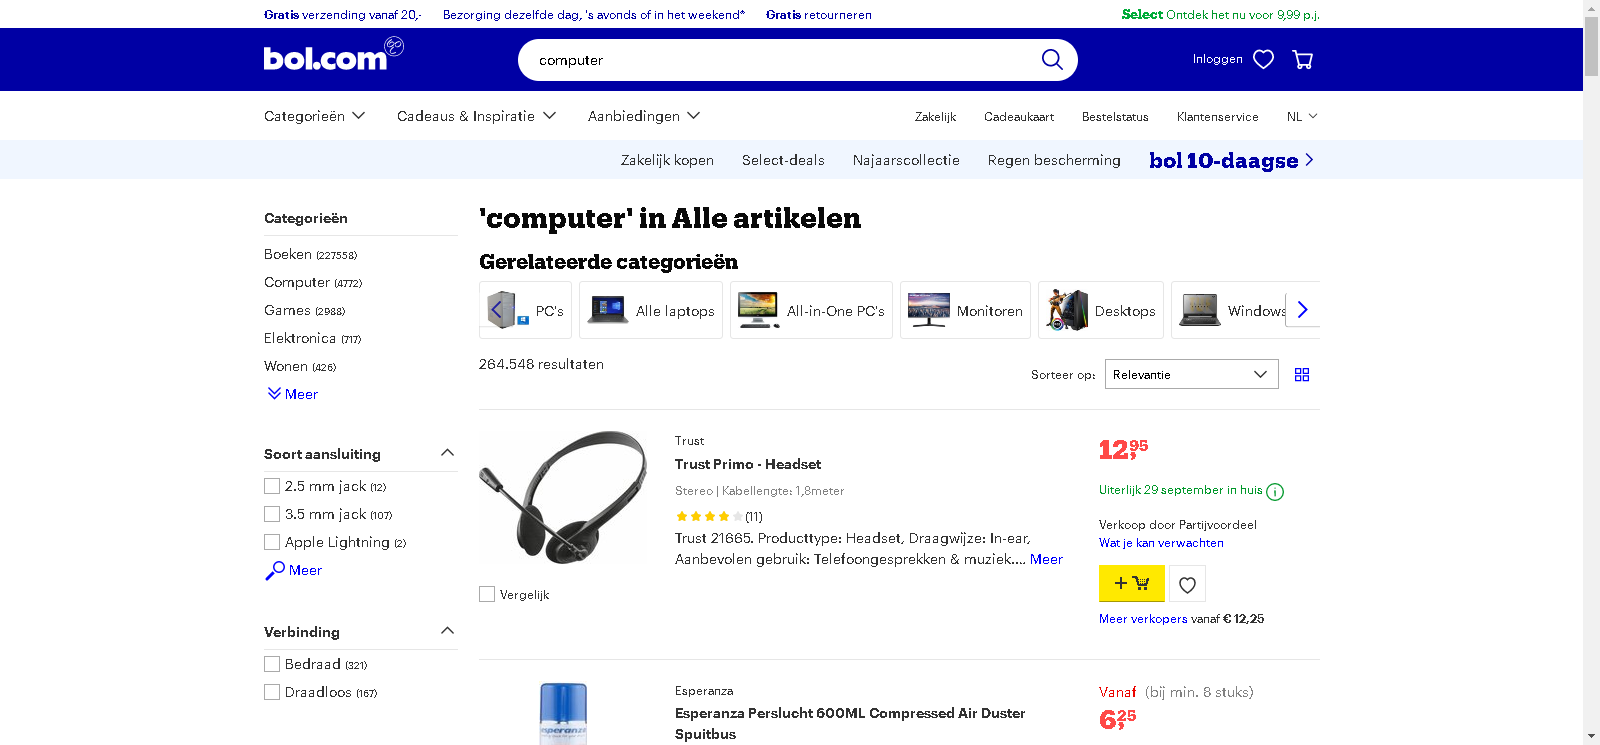 Gratis verzending vanaf 20,- Bezorging dezelfde dag, 's avonds of in het weekend* Gratis retourneren Select Ontdek het nu voor 9,99 p.j.
bol.com computer Inloggen
Categorieën Cadeaus & Inspiratie Aanbiedingen Zakelijk Cadeaukaart Bestelstatus Klantenservice NL
Zakelijk kopen Select-deals Najaarscollectie Regen bescherming bol 10-daagse
Categorieën
Boeken (227558)
Computer (4772)
Games (2988)
Elektronica (717)
Wonen (426)
Meer
Soort aansluiting
2.5 mm jack (12)
3.5 mm jack (107)
Apple Lightning (2)
Meer
Verbinding
Bedraad (321)
Draadloos (167)
'computer' in Alle artikelen
Gerelateerde categorieën
PC's Alle laptops All-in-One PC's Monitoren Desktops Windows
264.548 resultaten
Sorteer op: Relevantie
Trust
Trust Primo - Headset
Stereo | Kabellengte: 1,8meter
(11)
Trust 21665. Producttype: Headset, Draagwijze: In-ear,
Aanbevolen gebruik: Telefoongesprekken & muziek.... Meer
Vergelijk
12,95
Uiterlijk 29 september in huis
Verkoop door Partijvoordeel
Wat je kan verwachten
Meer verkopers vanaf € 12,25
Esperanza
Esperanza Perslucht 600ML Compressed Air Duster
Spuitbus
esperanza
Vanaf (bij min. 8 stuks)
6,25